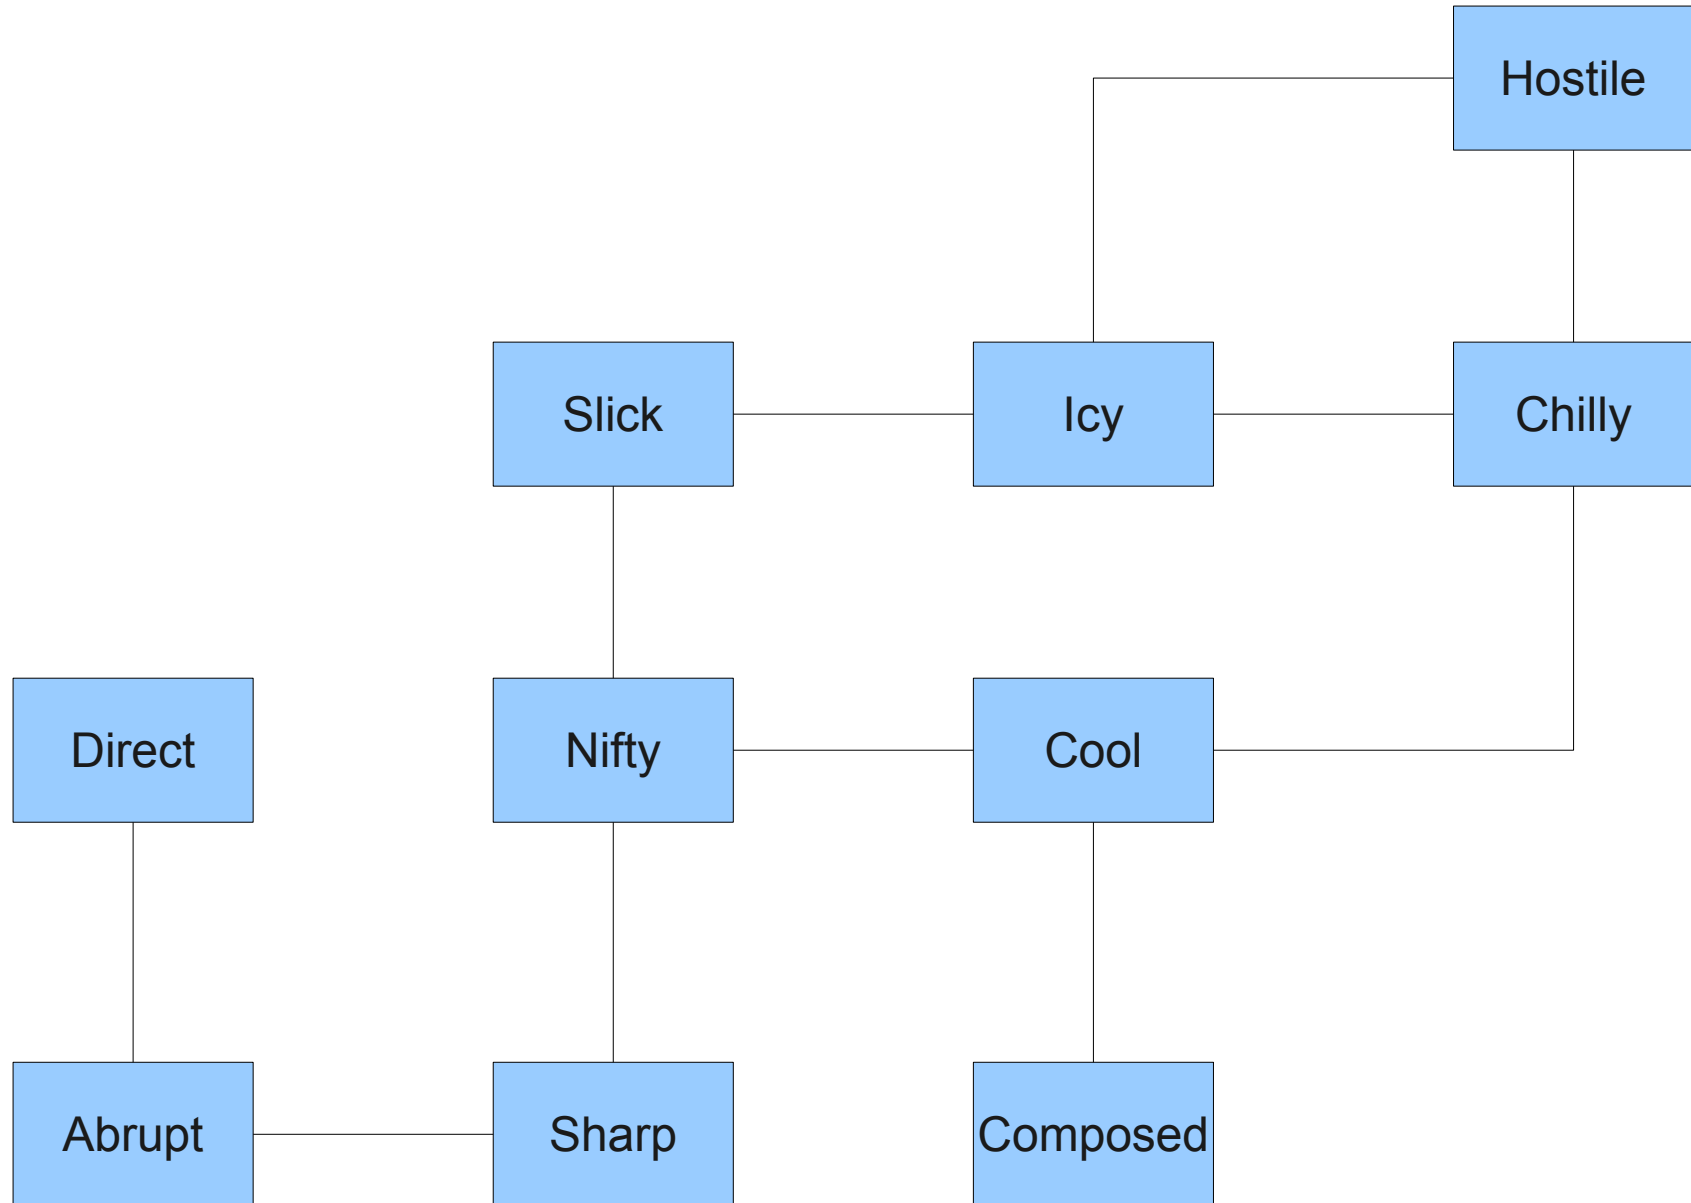 Hostile
Slick
Icy
Chilly
Direct
Nifty
Cool
Abrupt
Sharp
Composed